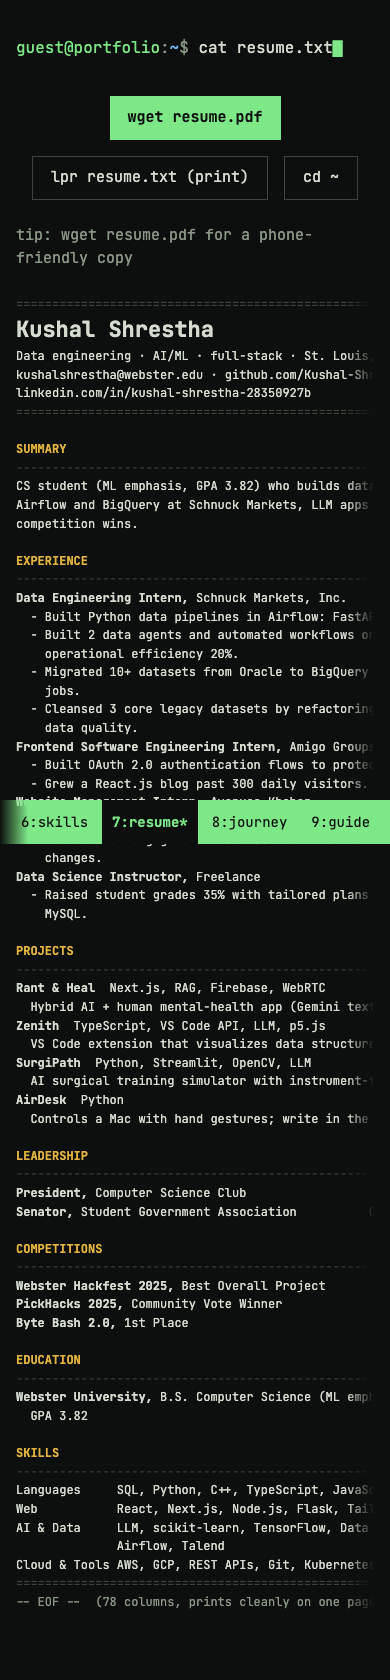 guest@portfolio:~$ cat resume.txt
wget resume.pdf
lpr resume.txt (print)
cd ~
tip: wget resume.pdf for a phone-
friendly copy
==================================================
Kushal Shrestha
Data engineering · AI/ML · full-stack · St. Louis,
kushalshrestha@webster.edu · github.com/Kushal-Shr
linkedin.com/in/kushal-shrestha-28350927b
==================================================
SUMMARY
--------------------------------------------------
CS student (ML emphasis, GPA 3.82) who builds data
Airflow and BigQuery at Schnuck Markets, LLM apps
competition wins.
EXPERIENCE
--------------------------------------------------
Data Engineering Intern, Schnuck Markets, Inc.
- Built Python data pipelines in Airflow: FastAP
- Built 2 data agents and automated workflows on
operational efficiency 20%.
- Migrated 10+ datasets from Oracle to BigQuery
jobs.
- Cleansed 3 core legacy datasets by refactoring
data quality.
Frontend Software Engineering Intern, Amigo Groups
- Built OAuth 2.0 authentication flows to protec
- Grew a React.js blog past 300 daily visitors.
6:skills 7:resume* 8:journey 9:guide
changes.
Data Science Instructor, Freelance
- Raised student grades 35% with tailored plans
MySQL.
PROJECTS
--------------------------------------------------
Rant & Heal Next.js, RAG, Firebase, WebRTC
Hybrid AI + human mental-health app (Gemini text
Zenith TypeScript, VS Code API, LLM, p5.js
VS Code extension that visualizes data structure
SurgiPath Python, Streamlit, OpenCV, LLM
AI surgical training simulator with instrument-t
AirDesk Python
Controls a Mac with hand gestures; write in the
LEADERSHIP
--------------------------------------------------
President, Computer Science Club
Senator, Student Government Association
COMPETITIONS
--------------------------------------------------
Webster Hackfest 2025, Best Overall Project
PickHacks 2025, Community Vote Winner
Byte Bash 2.0, 1st Place
EDUCATION
--------------------------------------------------
Webster University, B.S. Computer Science (ML emph
GPA 3.82
SKILLS
--------------------------------------------------
Languages SQL, Python, C++, TypeScript, JavaSc
Web React, Next.js, Node.js, Flask, Tail
AI & Data LLM, scikit-learn, TensorFlow, Data
Airflow, Talend
Cloud & Tools AWS, GCP, REST APIs, Git, Kubernetes
==================================================
-- EOF -- (78 columns, prints cleanly on one page